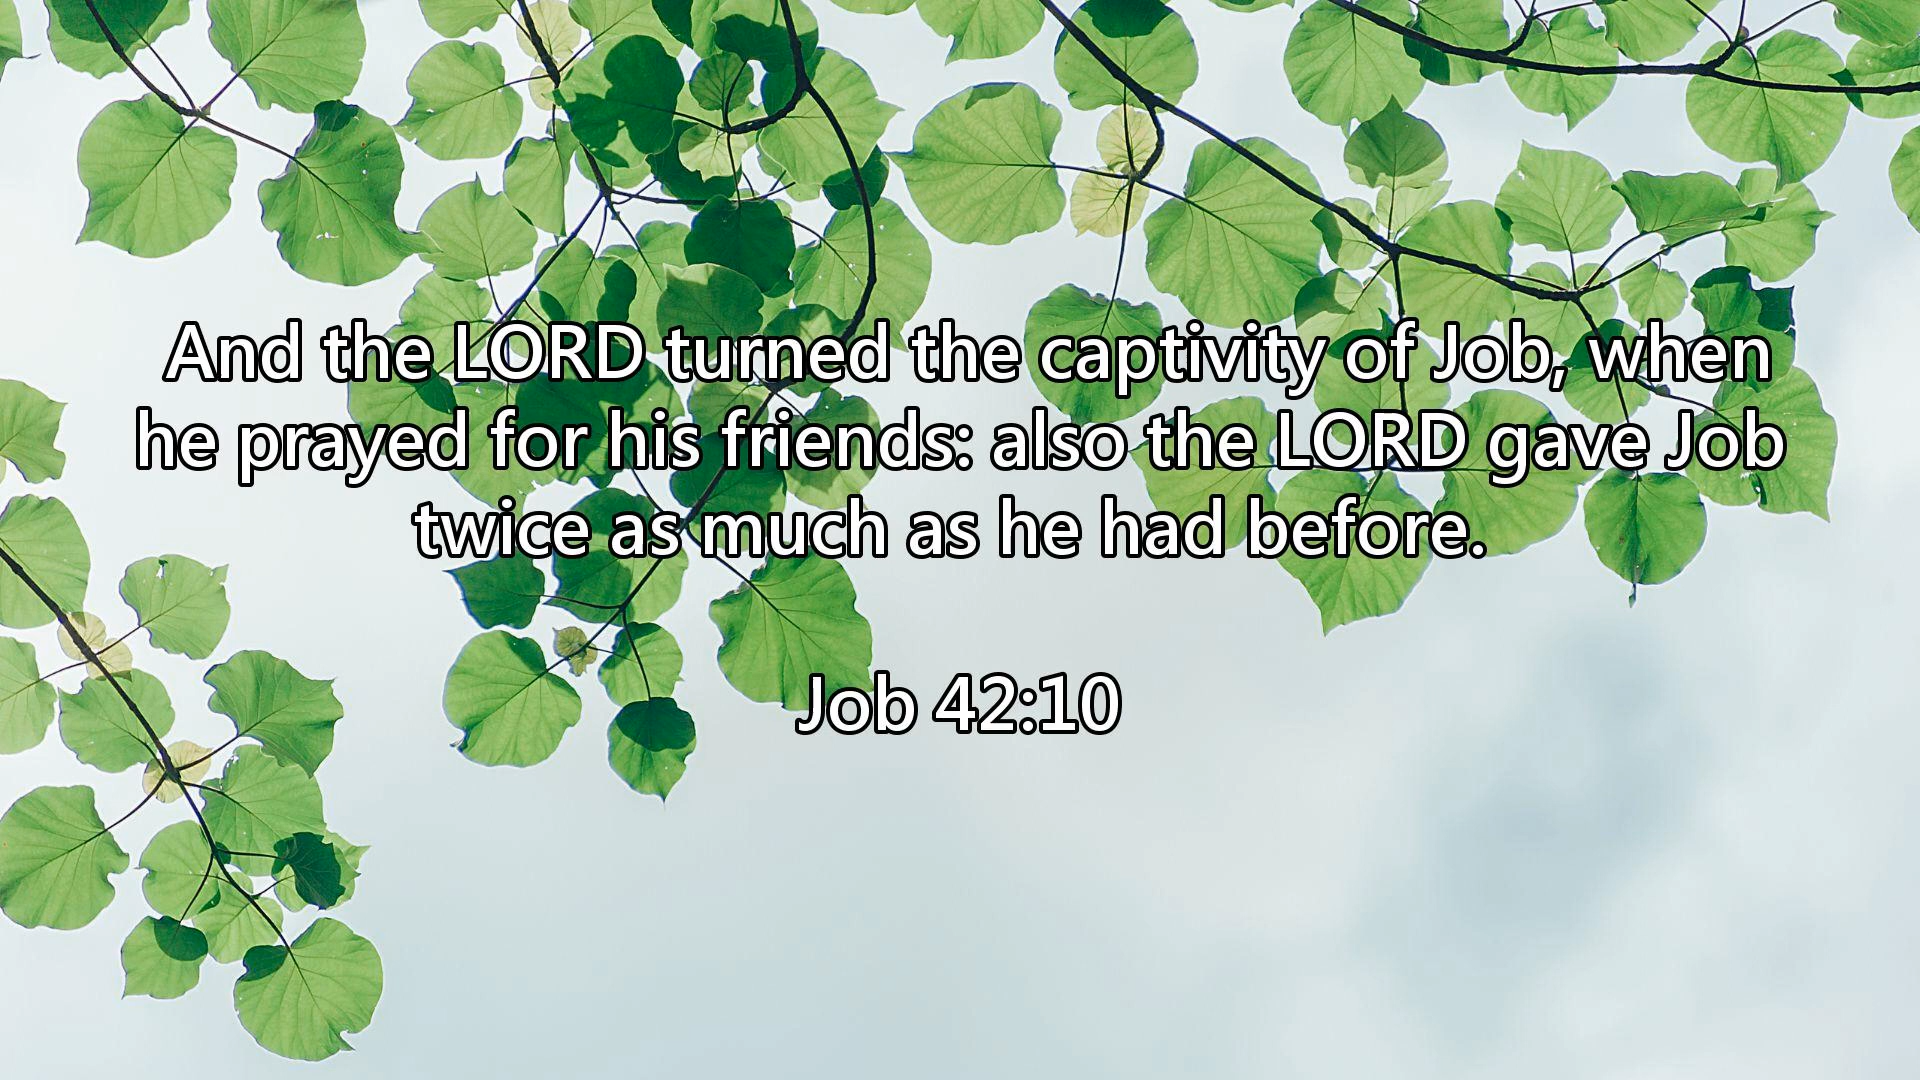 And the LORD turned the captivity of Job, when
he prayed for his friends: also the LORD gave Job
twice as much as he had before.
Job 42:10